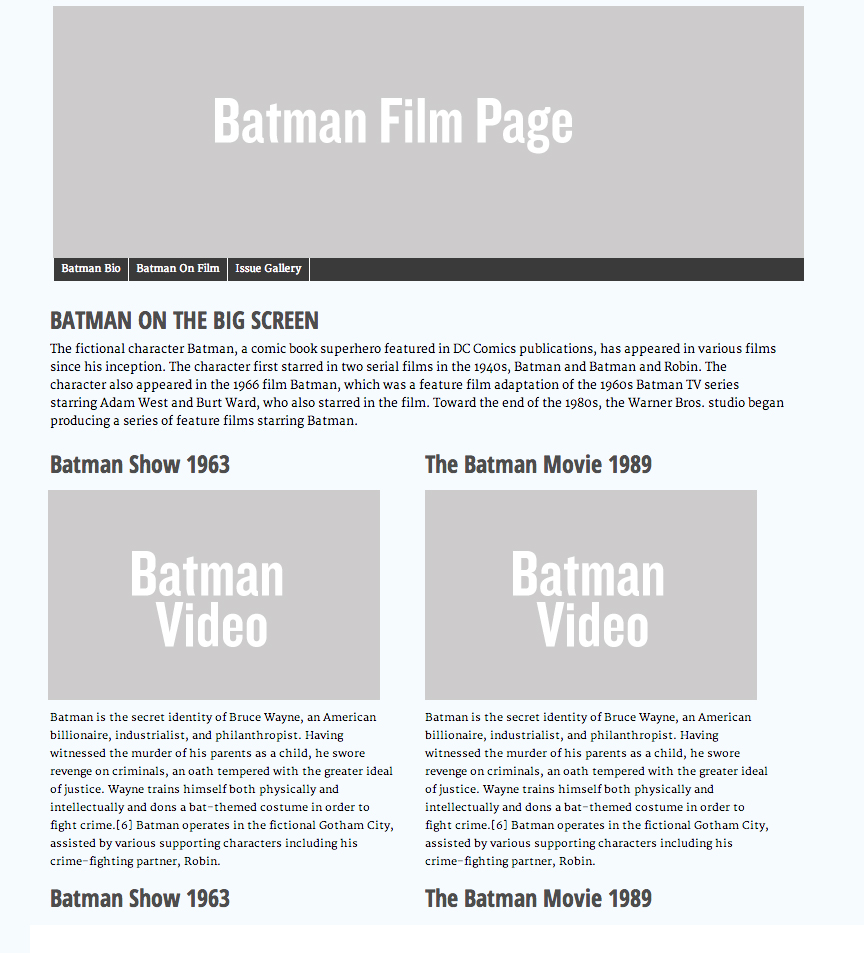 Batman Film Page
Batman Bio
Batman On Film
Issue Gallery
BATMAN ON THE BIG SCREEN
The fictional character Batman, a comic book superhero featured in DC Comics publications, has appeared in various films
since his inception. The character first starred in two serial films in the 1940s, Batman and Batman and Robin. The
character also appeared in the 1966 film Batman, which was a feature film adaptation of the 1960s Batman TV series
starring Adam West and Burt Ward, who also starred in the film. Toward the end of the 1980s, the Warner Bros. studio began
producing a series of feature films starring Batman.
Batman Show 1963
Batman
Video
Batman is the secret identity of Bruce Wayne, an American
billionaire, industrialist, and philanthropist. Having
witnessed the murder of his parents as a child, he swore
revenge on criminals, an oath tempered with the greater ideal
of justice. Wayne trains himself both physically and
intellectually and dons a bat-themed costume in order to
fight crime.[6] Batman operates in the fictional Gotham City,
assisted by various supporting characters including his
crime-fighting partner, Robin.
The Batman Movie 1989
Batman
Video
Batman is the secret identity of Bruce Wayne, an American
billionaire, industrialist, and philanthropist. Having
witnessed the murder of his parents as a child, he swore
revenge on criminals, an oath tempered with the greater ideal
of justice. Wayne trains himself both physically and
intellectually and dons a bat-themed costume in order to
fight crime.[6] Batman operates in the fictional Gotham City,
assisted by various supporting characters including his
crime-fighting partner, Robin.
Batman Show 1963
The Batman Movie 1989